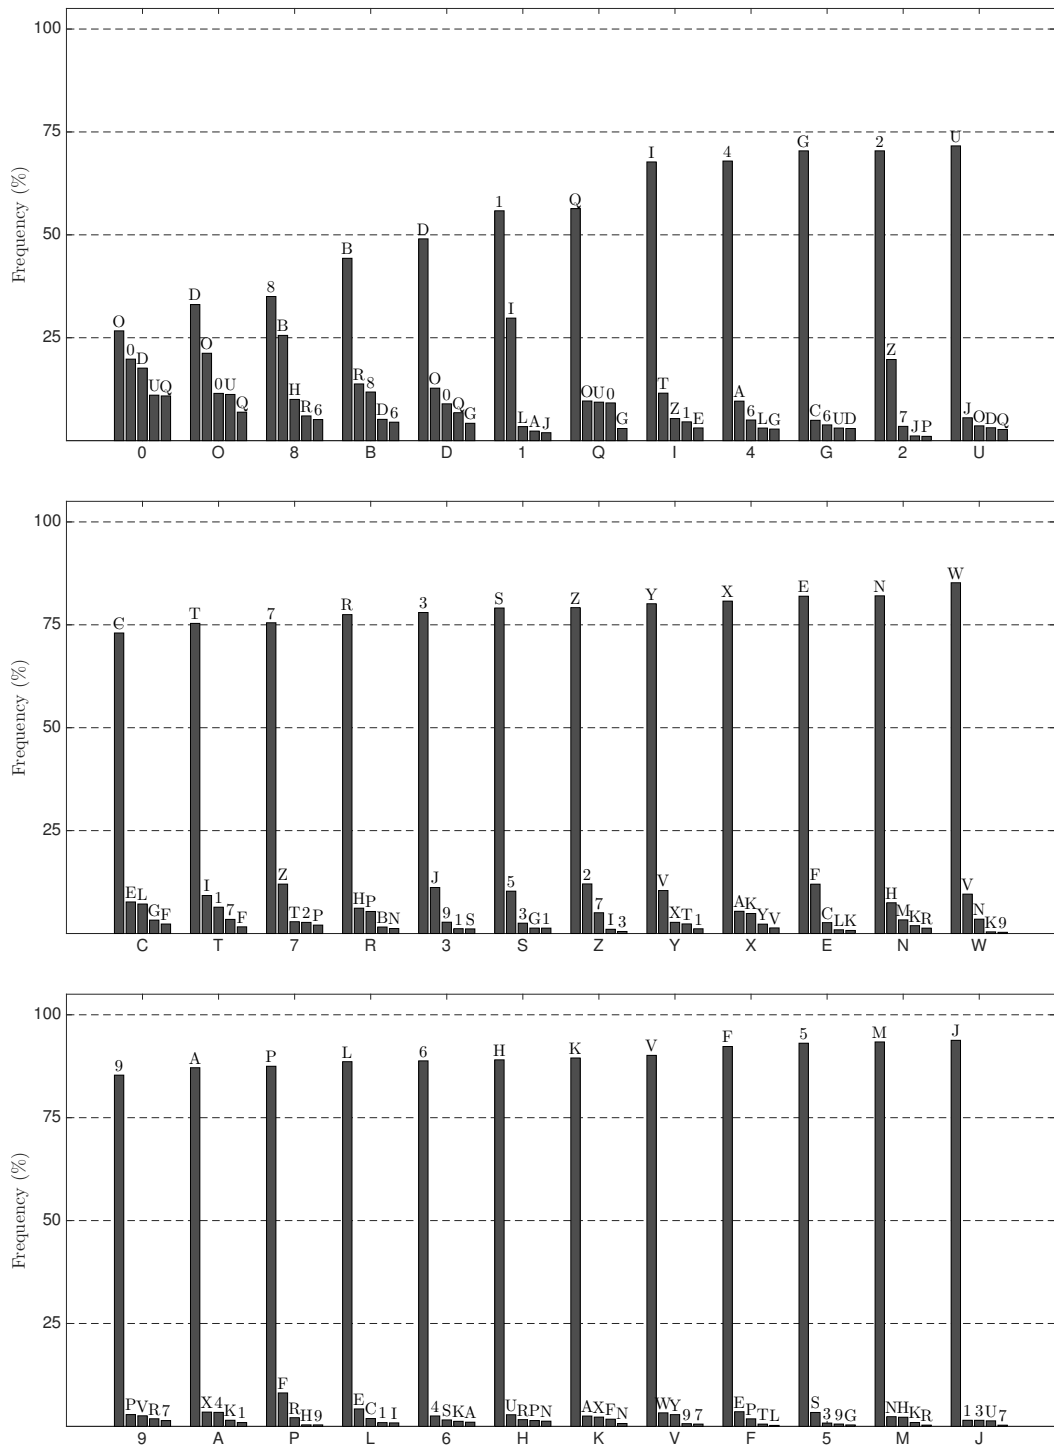 100
75
50
25
Frequency (%)
O 0 D U Q
D O 0 U Q
8 B H R 6
B R 8 D 6
D O 0 Q G
1 I L A J
Q O U 0 G
I T Z 1 E
4 A 6 L G
G C 6 U D
2 Z 7 J P
U J O D Q
0 O 8 B D 1 Q I 4 G 2 U
100
75
50
25
Frequency (%)
C E L G F
T I 1 7 F
7 Z T 2 P
R H P B N
3 J 9 1 S
S 5 3 G 1
Z 2 7 I 3
Y V X T 1
X A K Y V
E F C L K
N H M K R
W V N K 9
C T 7 R 3 S Z Y X E N W
100
75
50
25
Frequency (%)
9 P V R 7
A X 4 K 1
P F R H 9
L E C 1 I
6 4 S K A
H U R P N
K A X F N
V W Y 9 7
F E P T L
5 S 3 9 G
M N H K R
J 1 3 U 7
9 A P L 6 H K V F 5 M J